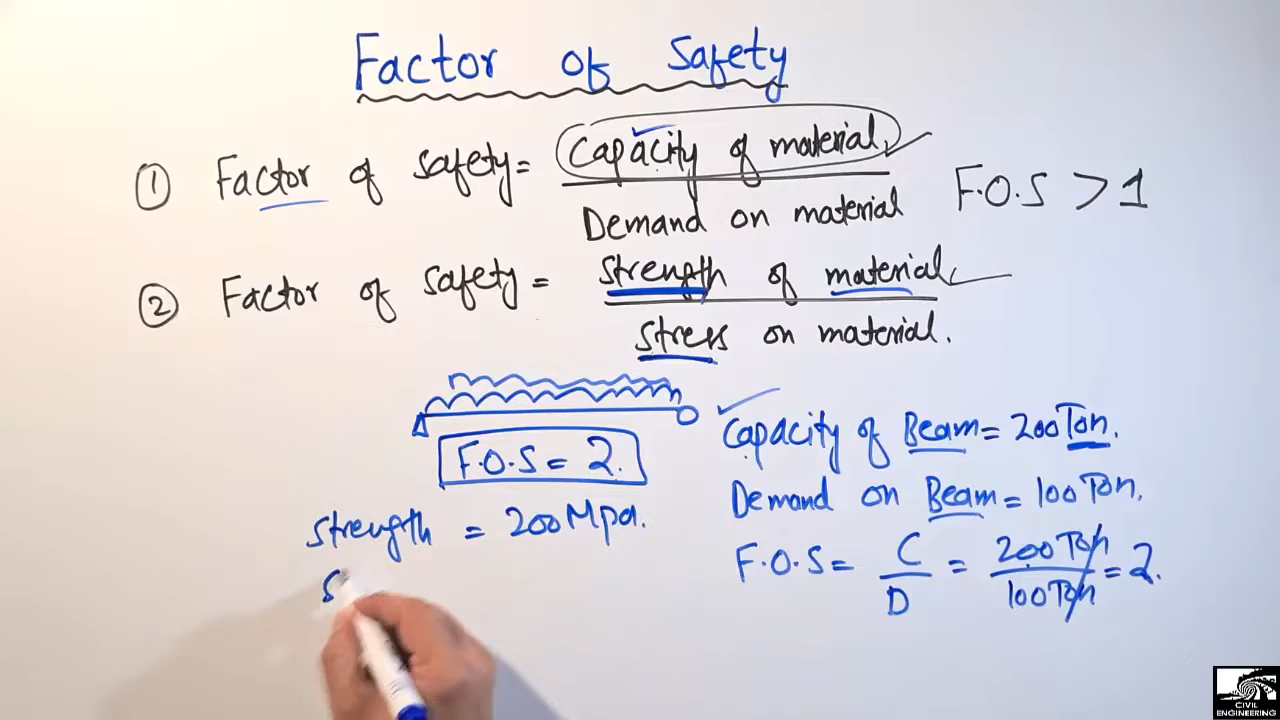 Factor of Safety
① Factor of safety = Capacity of material
Demand on material
F.O.S > 1
② Factor of safety = Strength of material
Stress on material.
F.O.S = 2.
Strength = 200 Mpa.
S
Capacity of Beam = 200 Ton.
Demand on Beam = 100 Ton.
F.O.S = C/D = 200 Ton/100 Ton = 2.
CIVIL
ENGINEERING